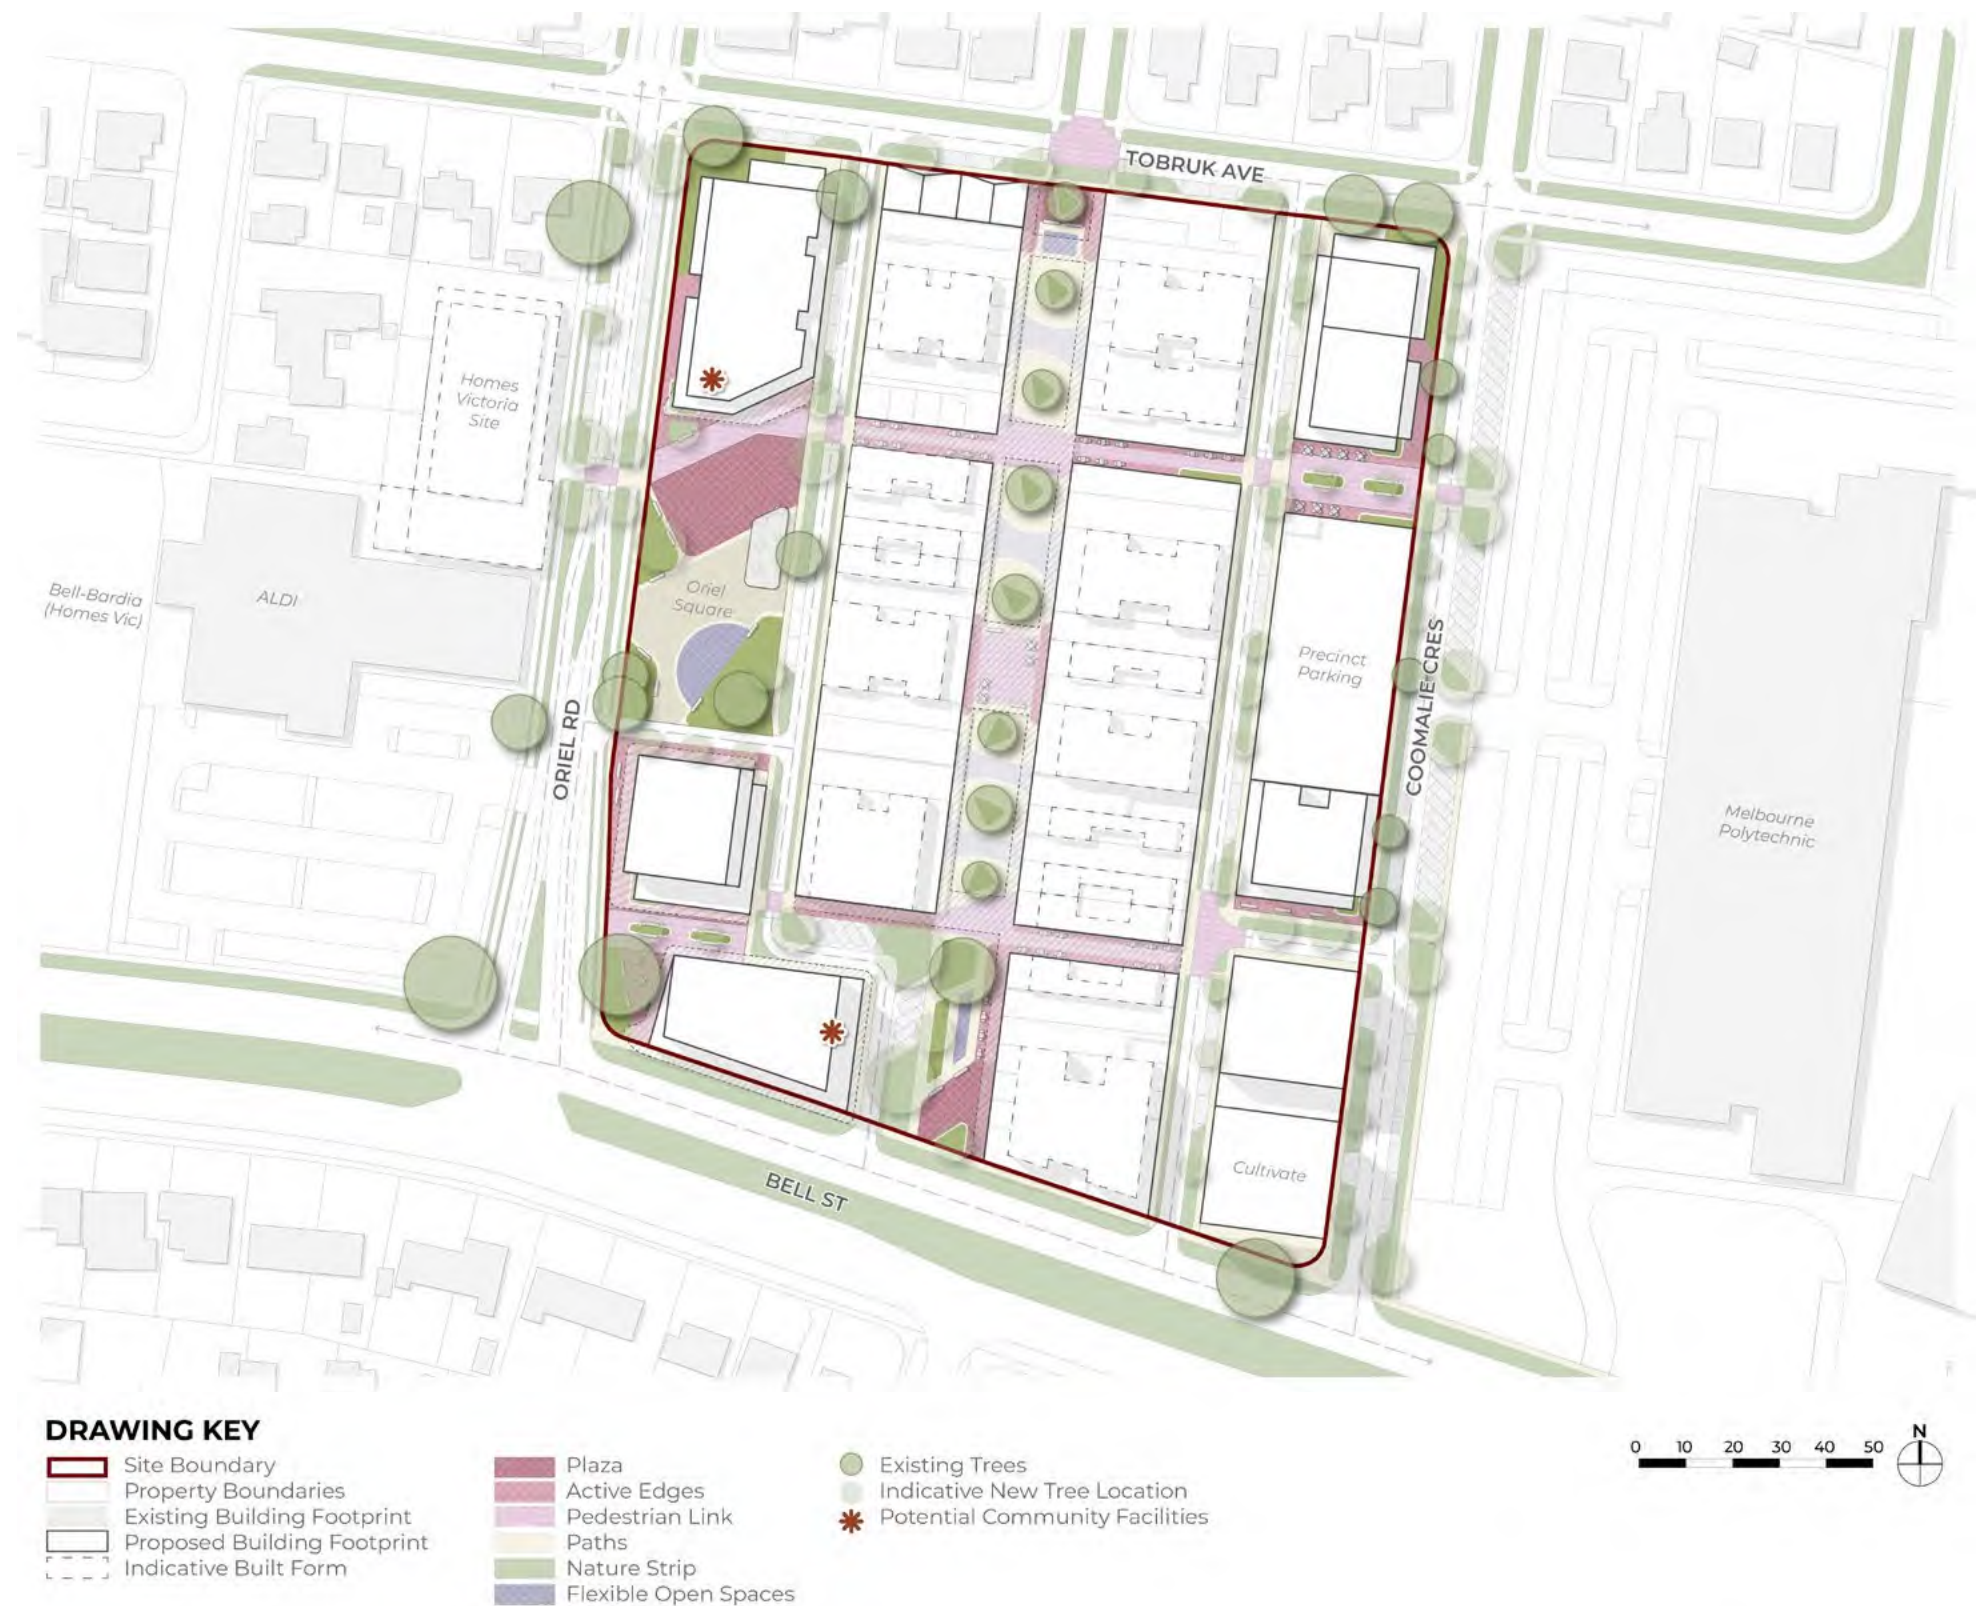 TOBRUK AVE
Homes
Victoria
Site
Bell-Bardia
(Homes Vic)
ALDI
Oriel
Square
Precinct
Parking
COOMALIE CRES
ORIEL RD
Melbourne
Polytechnic
Cultivate
BELL ST
DRAWING KEY
Site Boundary
Property Boundaries
Existing Building Footprint
Proposed Building Footprint
Indicative Built Form
Plaza
Active Edges
Pedestrian Link
Paths
Nature Strip
Flexible Open Spaces
Existing Trees
Indicative New Tree Location
Potential Community Facilities
0 10 20 30 40 50
N